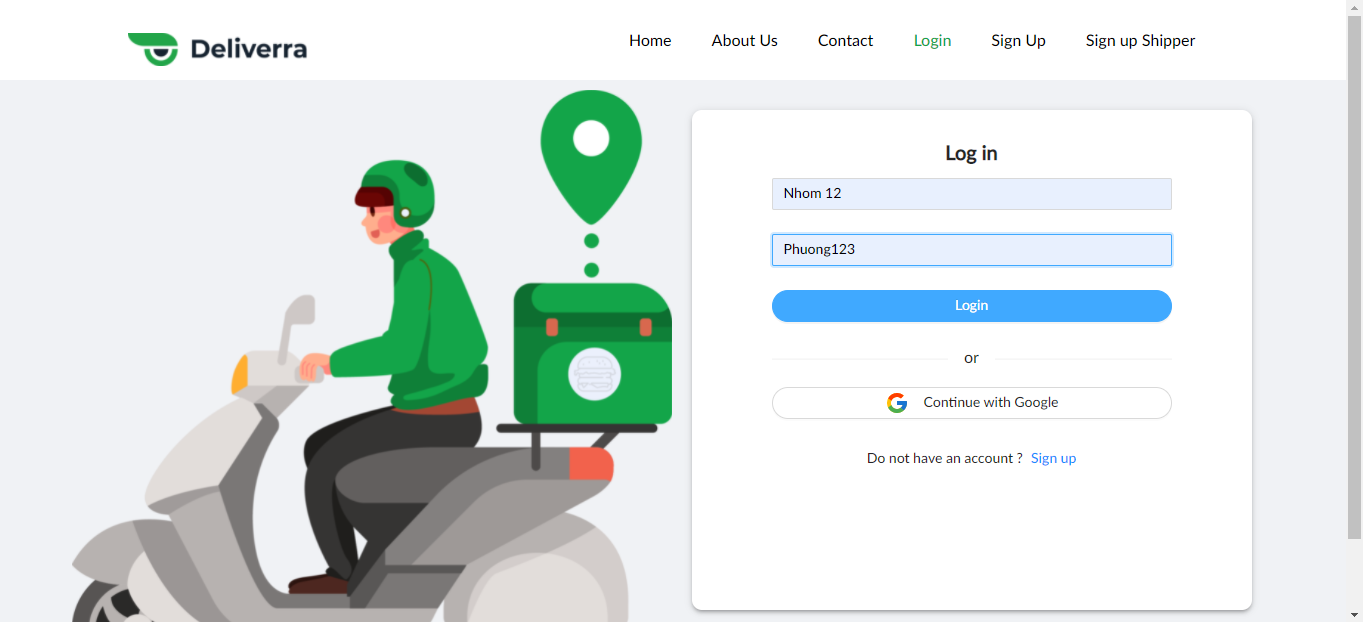 Deliverra
Home About Us Contact Login Sign Up Sign up Shipper
Log in
Nhom 12
Phuong123
Login
or
Continue with Google
Do not have an account ? Sign up